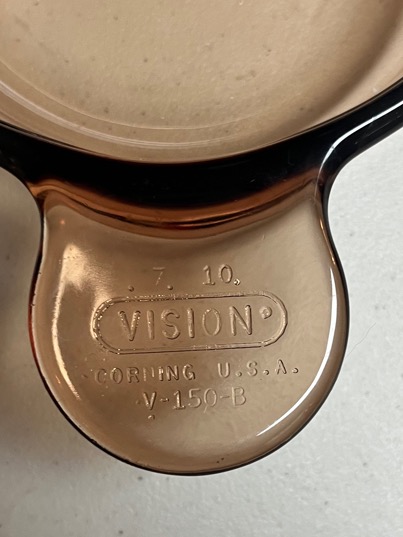 . 7. 10.
VISION®
CORNING U.S.A.
V-150-B